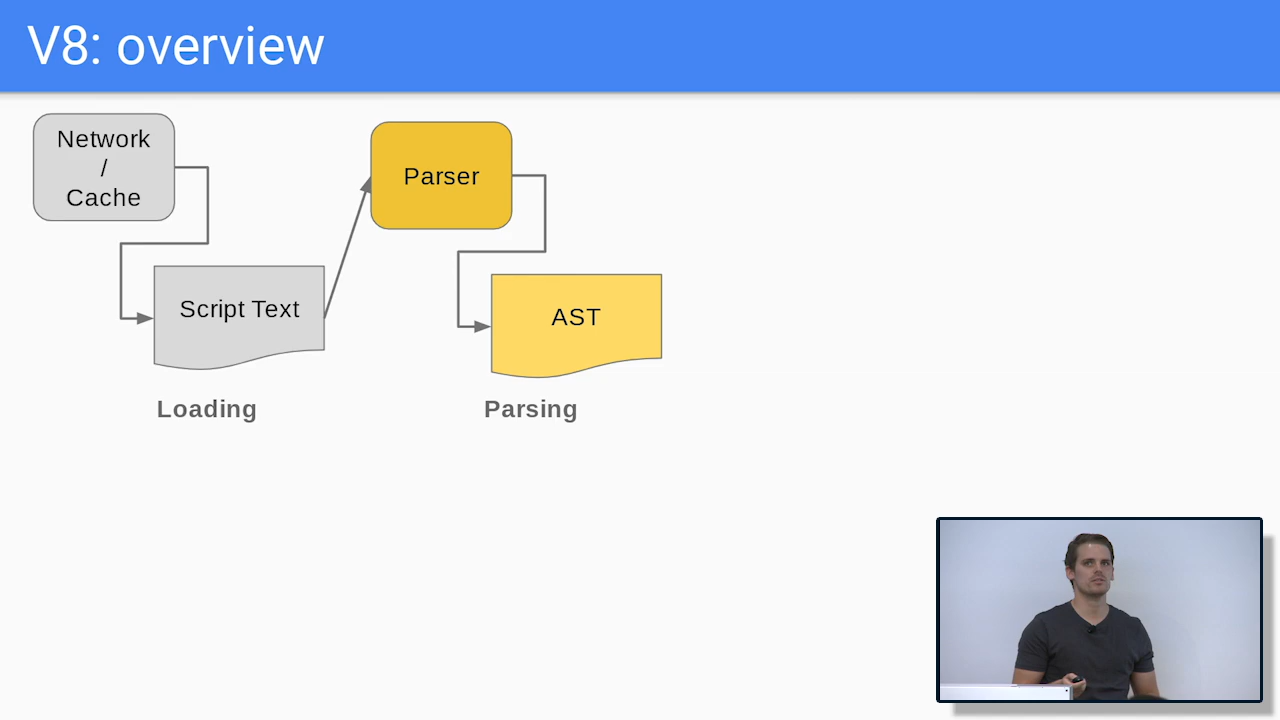 V8: overview
Network
/
Cache
Script Text
Loading
Parser
AST
Parsing